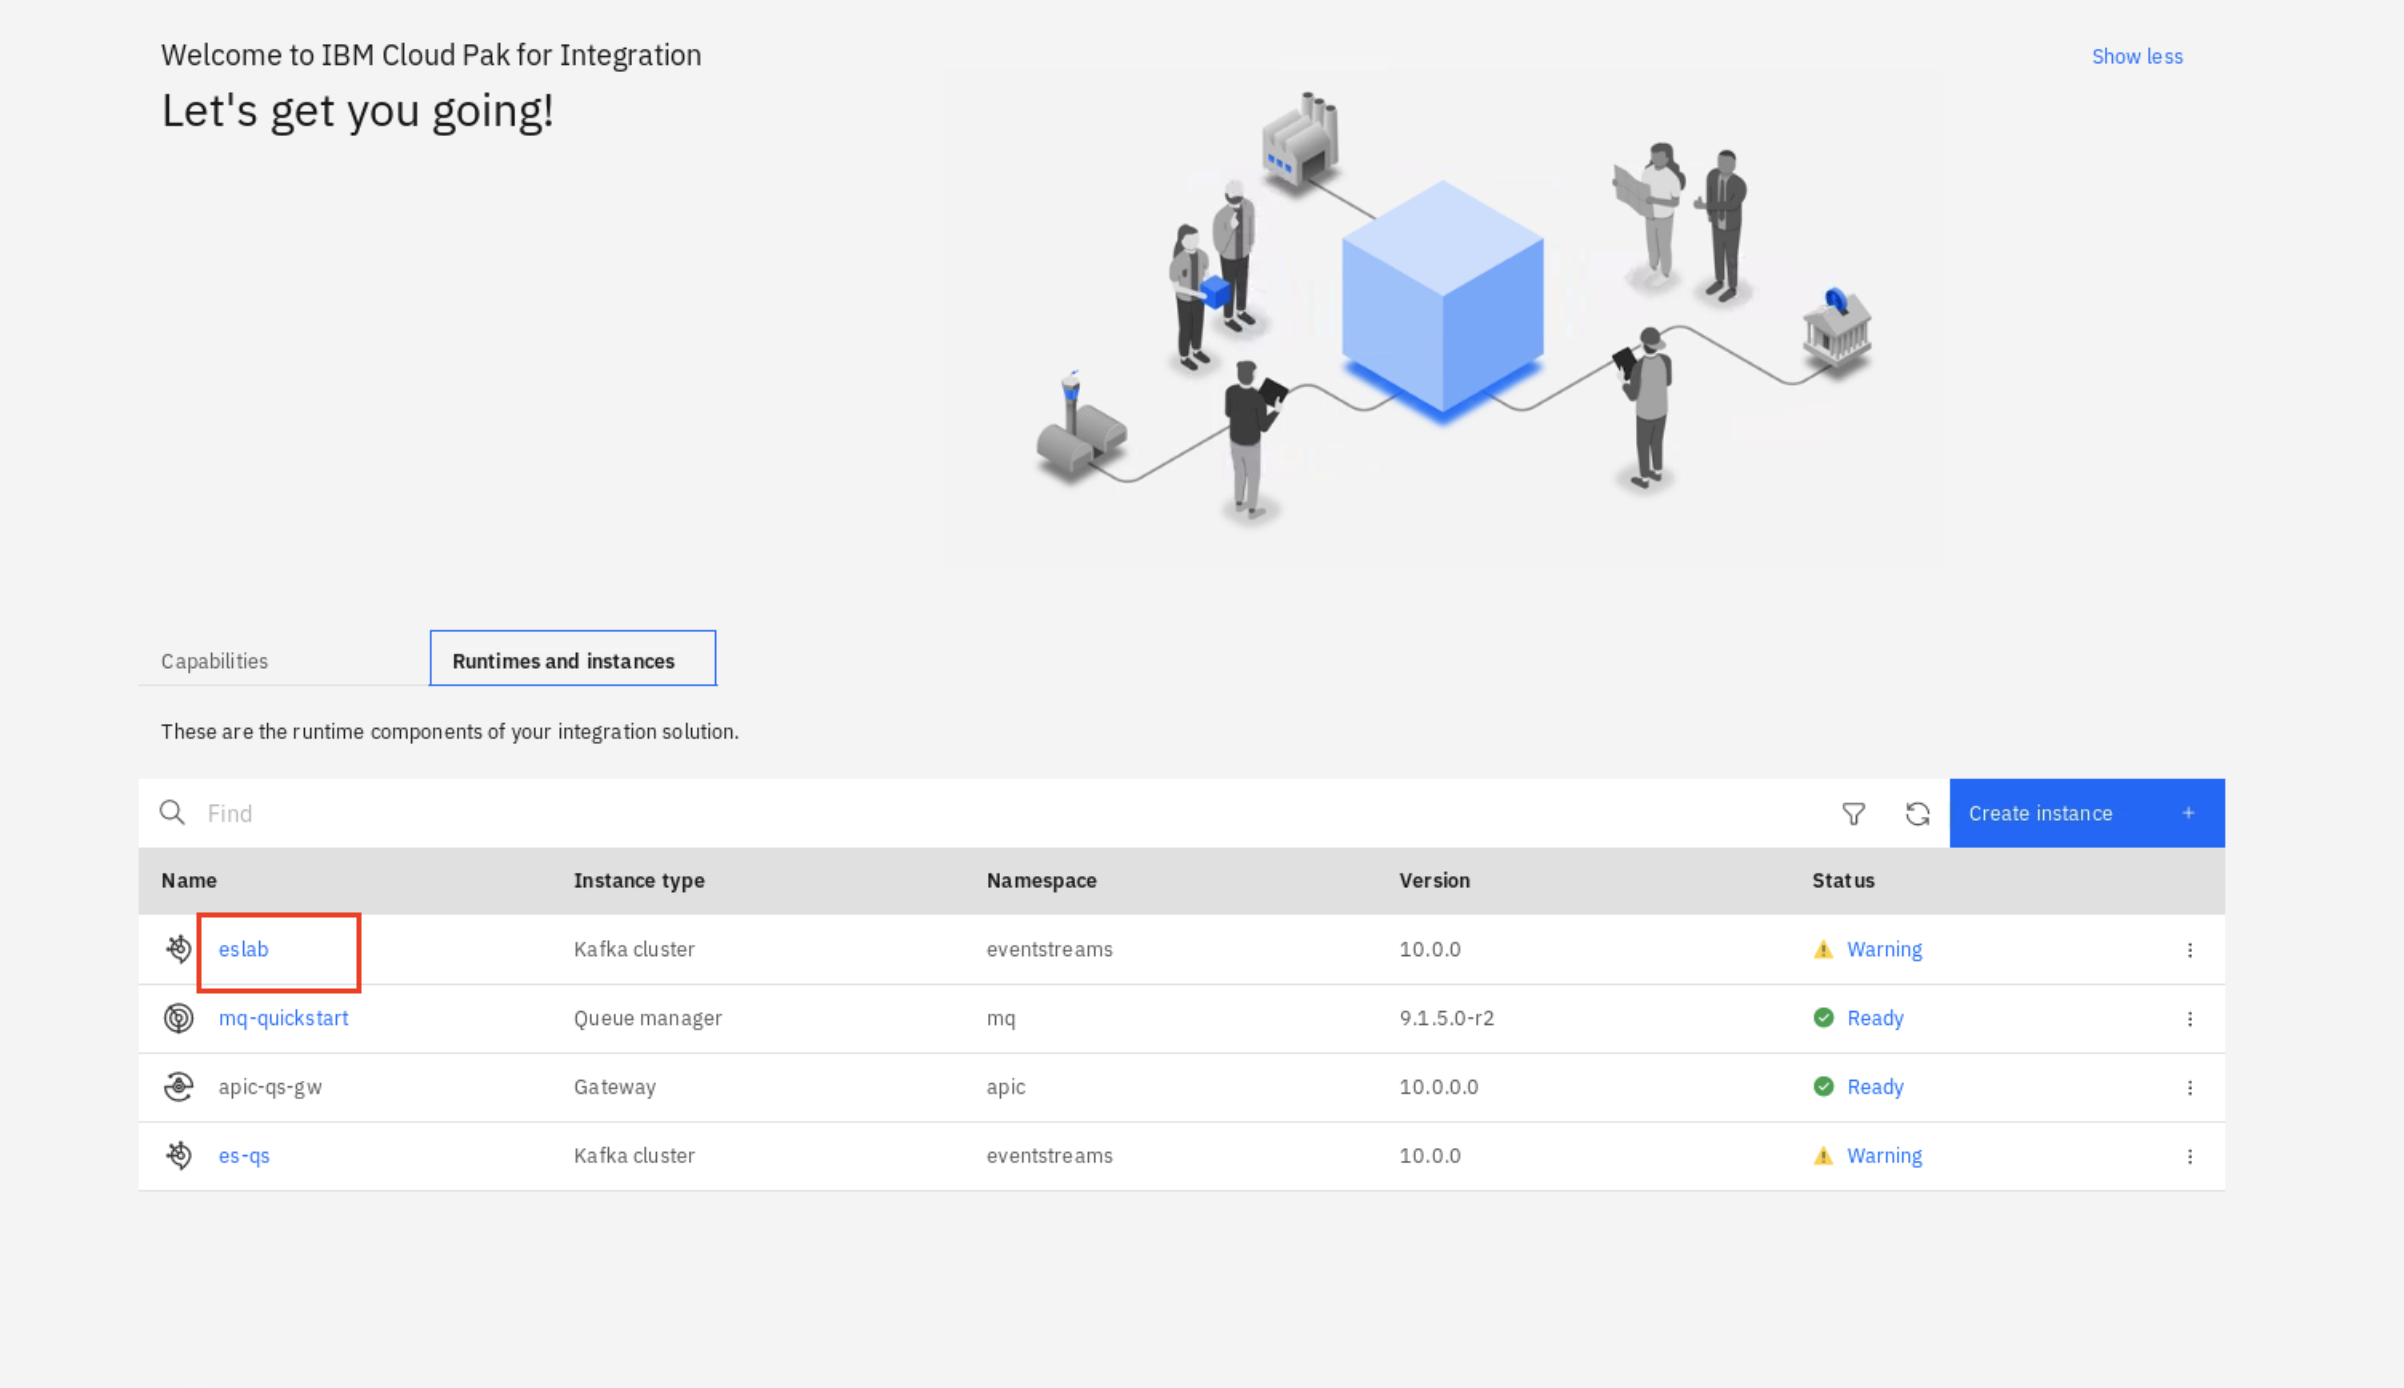 Welcome to IBM Cloud Pak for Integration
Show less
Let's get you going!
Capabilities
Runtimes and instances
These are the runtime components of your integration solution.
Find
Create instance +
Name Instance type Namespace Version Status
eslab Kafka cluster eventstreams 10.0.0 Warning
mq-quickstart Queue manager mq 9.1.5.0-r2 Ready
apic-qs-gw Gateway apic 10.0.0.0 Ready
es-qs Kafka cluster eventstreams 10.0.0 Warning